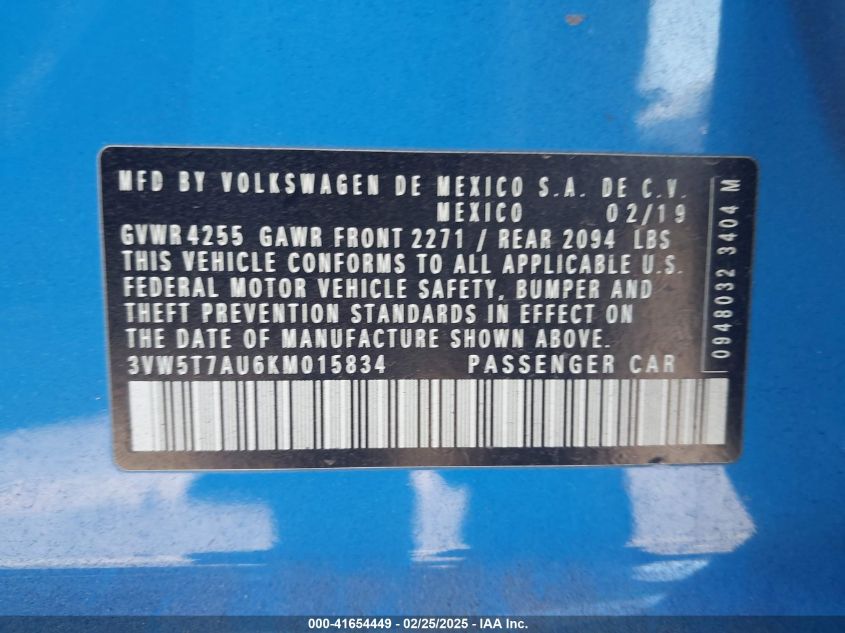 MFD BY VOLKSWAGEN DE MEXICO S.A. DE C.V.
MEXICO 02/19
GVWR 4255 GAWR FRONT 2271 / REAR 2094 LBS
THIS VEHICLE CONFORMS TO ALL APPLICABLE U.S.
FEDERAL MOTOR VEHICLE SAFETY, BUMPER AND
THEFT PREVENTION STANDARDS IN EFFECT ON
THE DATE OF MANUFACTURE SHOWN ABOVE.
3VW5T7AU6KM015834 PASSENGER CAR
0948032 3404 M
000-41654449 - 02/25/2025 - IAA, Inc.